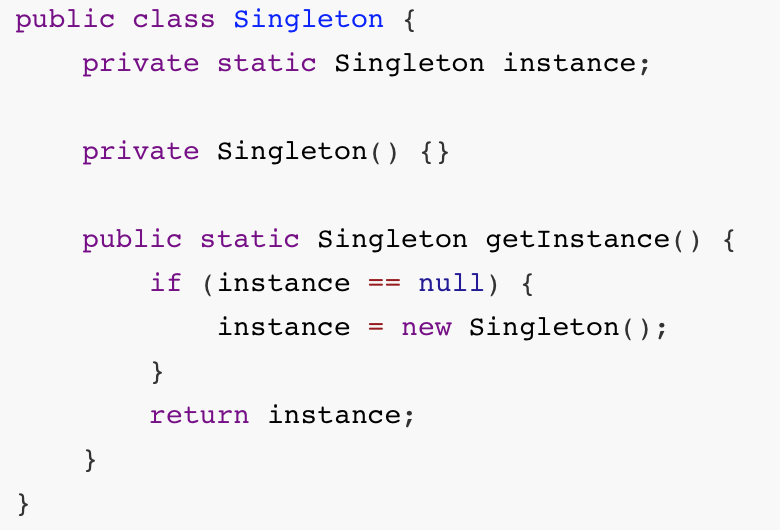 public class Singleton {
    private static Singleton instance;

    private Singleton() {}

    public static Singleton getInstance() {
        if (instance == null) {
            instance = new Singleton();
        }
        return instance;
    }
}